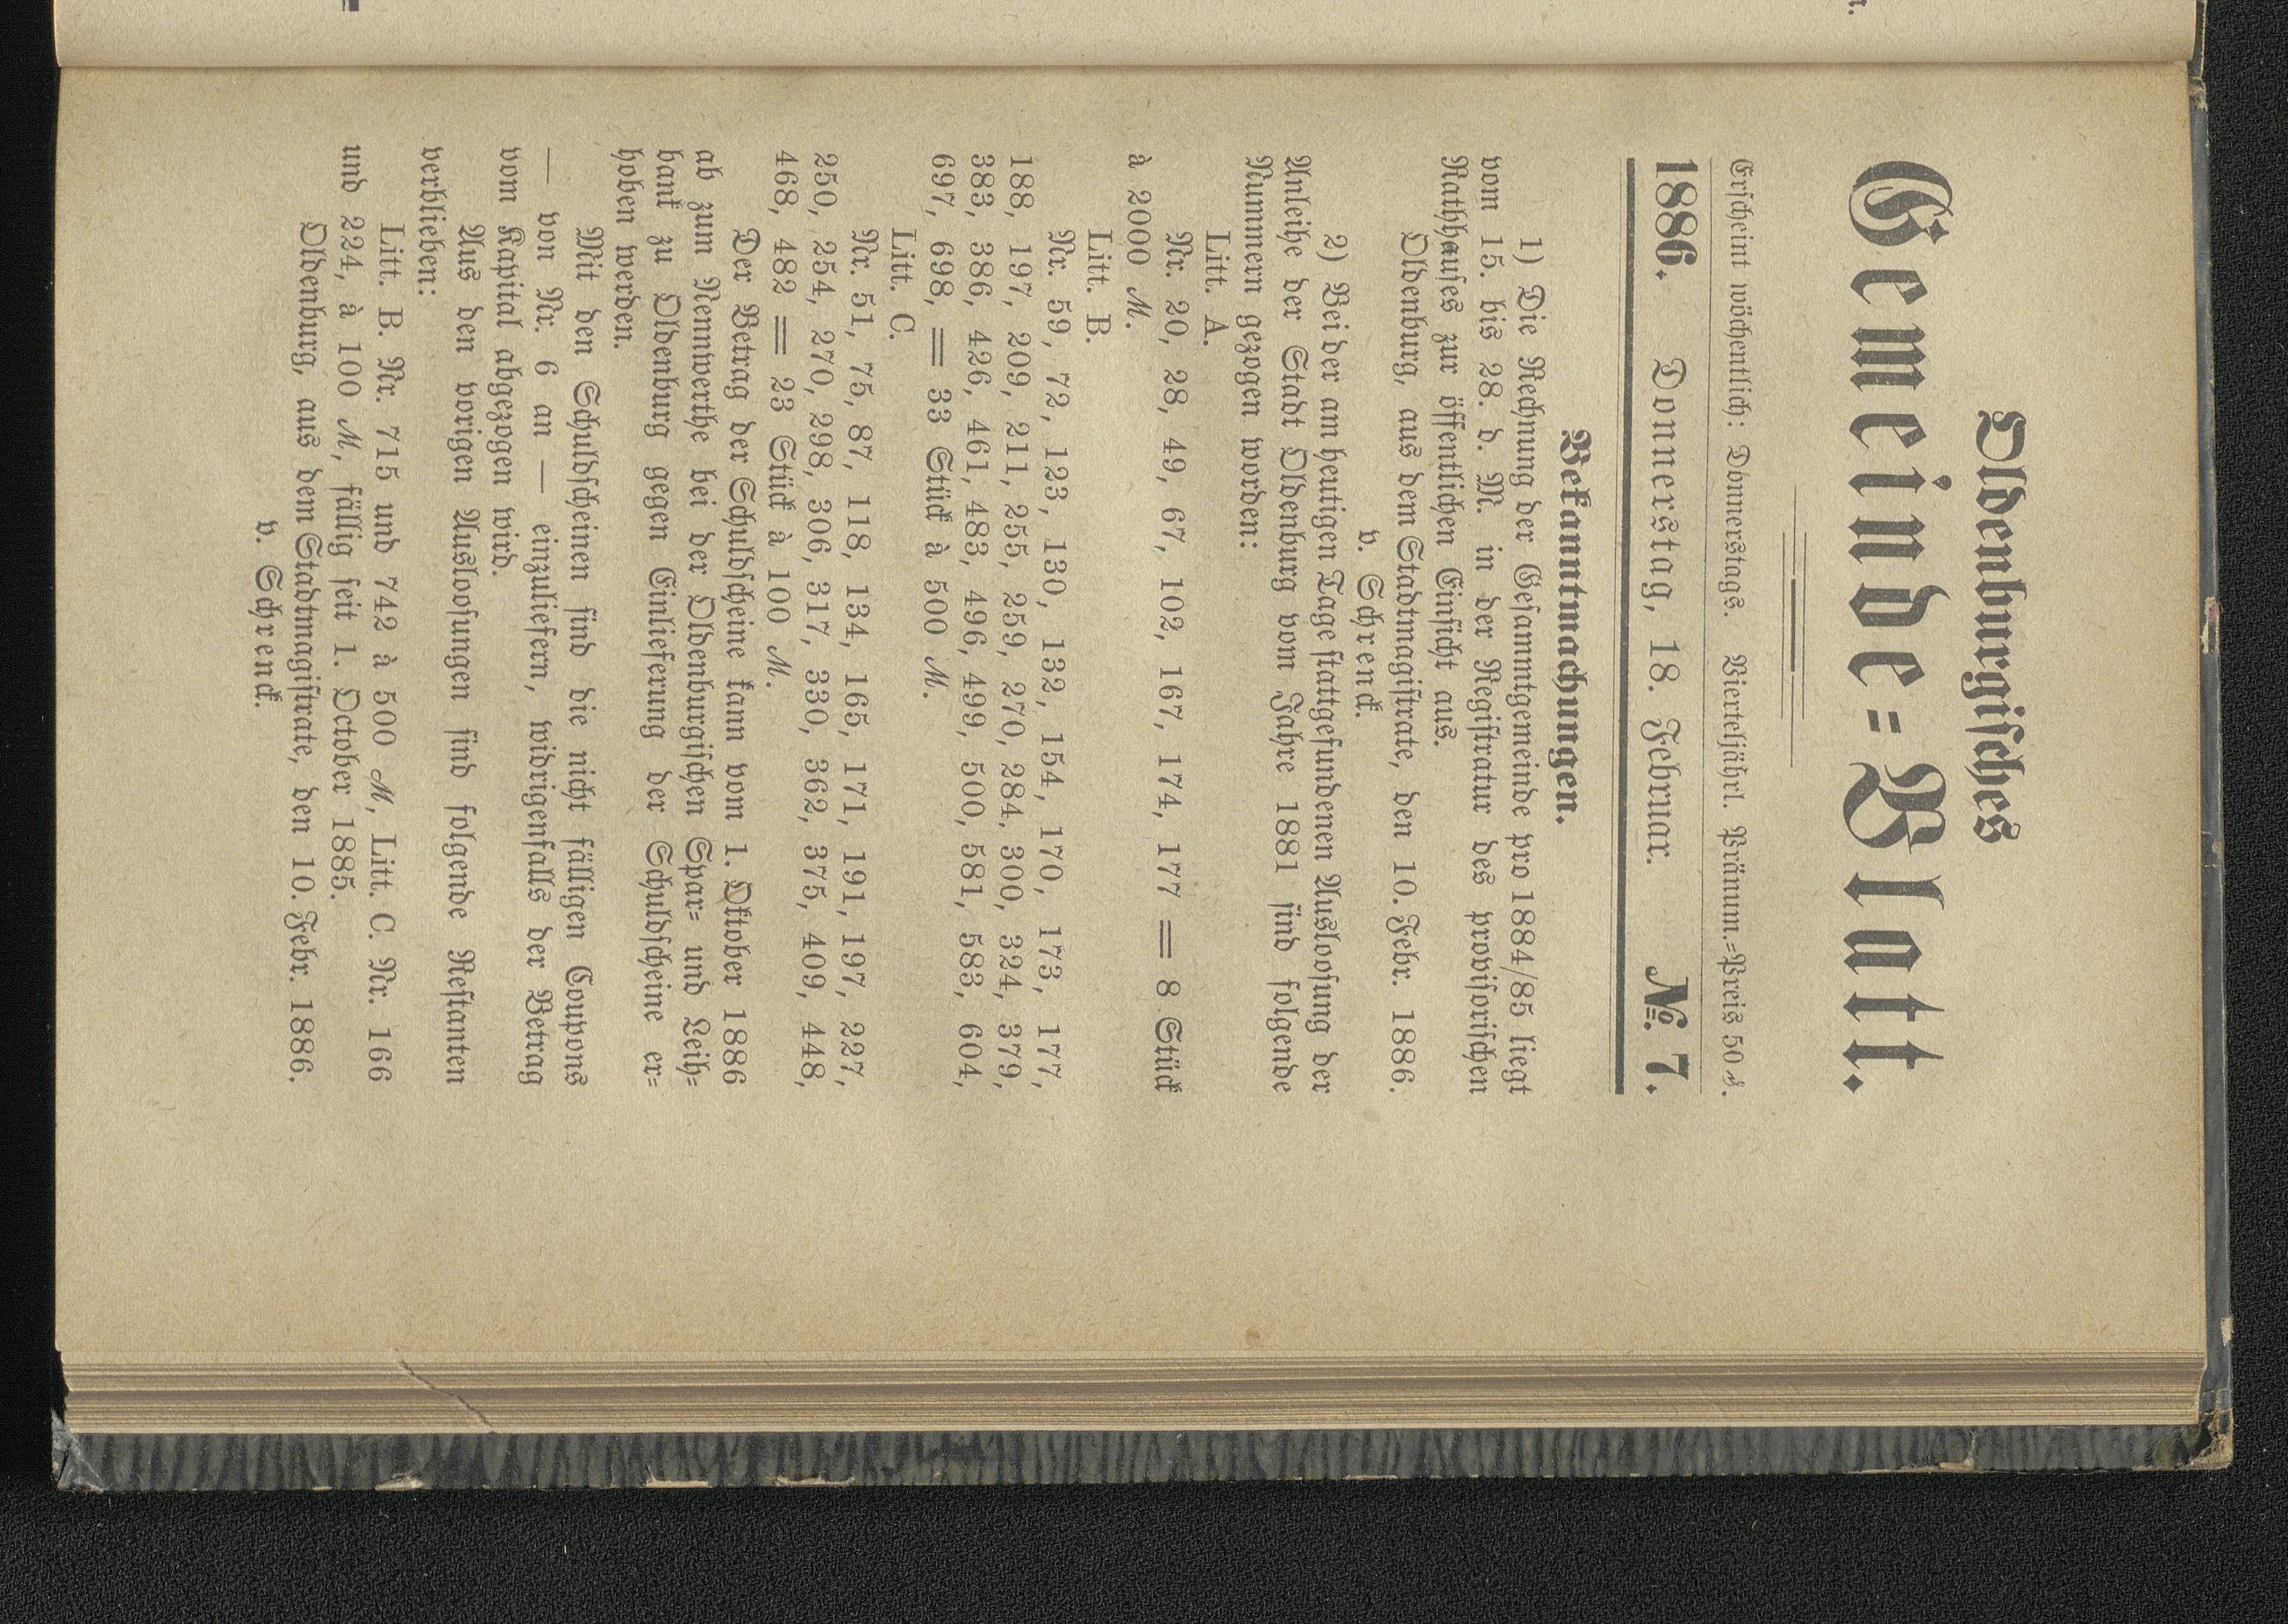 Oldenburgisches
Gemeinde=Blatt.
Erscheint wöchentlich: Donnerstags. Vierteljährl. Pränum.=Preis 50 ₰.
1886. Donnerstag, 18. Februar. №. 7.
Bekanntmachungen.
1) Die Rechnung der Gesammtgemeinde pro 1884/85 liegt
vom 15. bis 28. d. M. in der Registratur des provisorischen
Rathhauses zur öffentlichen Einsicht aus.
Oldenburg, aus dem Stadtmagistrate, den 10. Febr. 1886.
v. Schrenck.
2) Bei der am heutigen Tage stattgefundenen Ausloosung der
Anleihe der Stadt Oldenburg vom Jahre 1881 sind folgende
Nummern gezogen worden:
Litt. A.
Nr. 20, 28, 49, 67, 102, 167, 174, 177 = 8 Stück
à 2000 ℳ.
Litt. B.
Nr. 59, 72, 123, 130, 132, 154, 170, 173, 177,
188, 197, 209, 211, 255, 259, 270, 284, 300, 324, 379,
383, 386, 426, 461, 483, 496, 499, 500, 581, 583, 604,
697, 698, = 33 Stück à 500 ℳ.
Litt. C.
Nr. 51, 75, 87, 118, 134, 165, 171, 191, 197, 227,
250, 254, 270, 298, 306, 317, 330, 362, 375, 409, 448,
468, 482 = 23 Stück à 100 ℳ.
Der Betrag der Schuldscheine kann vom 1. Oktober 1886
ab zum Nennwerthe bei der Oldenburgischen Spar= und Leih=
bank zu Oldenburg gegen Einlieferung der Schuldscheine er=
hoben werden.
Mit den Schuldscheinen sind die nicht fälligen Coupons
— von Nr. 6 an — einzuliefern, widrigenfalls der Betrag
vom Kapital abgezogen wird.
Aus den vorigen Ausloosungen sind folgende Restanten
verblieben:
Litt. B. Nr. 715 und 742 à 500 ℳ, Litt. C. Nr. 166
und 224, à 100 ℳ, fällig seit 1. October 1885.
Oldenburg, aus dem Stadtmagistrate, den 10. Febr. 1886.
v. Schrenck.